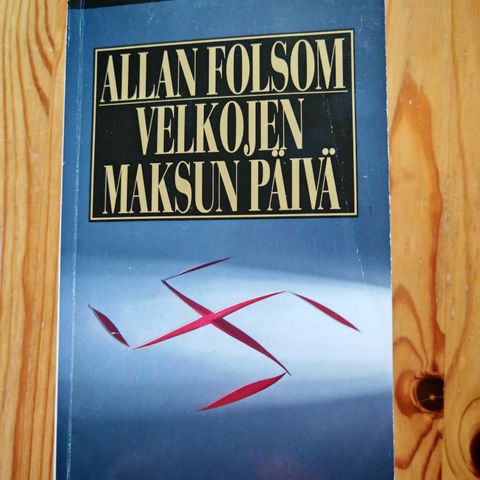 ALLAN FOLSOM
VELKOJEN
MAKSUN PÄIVÄ